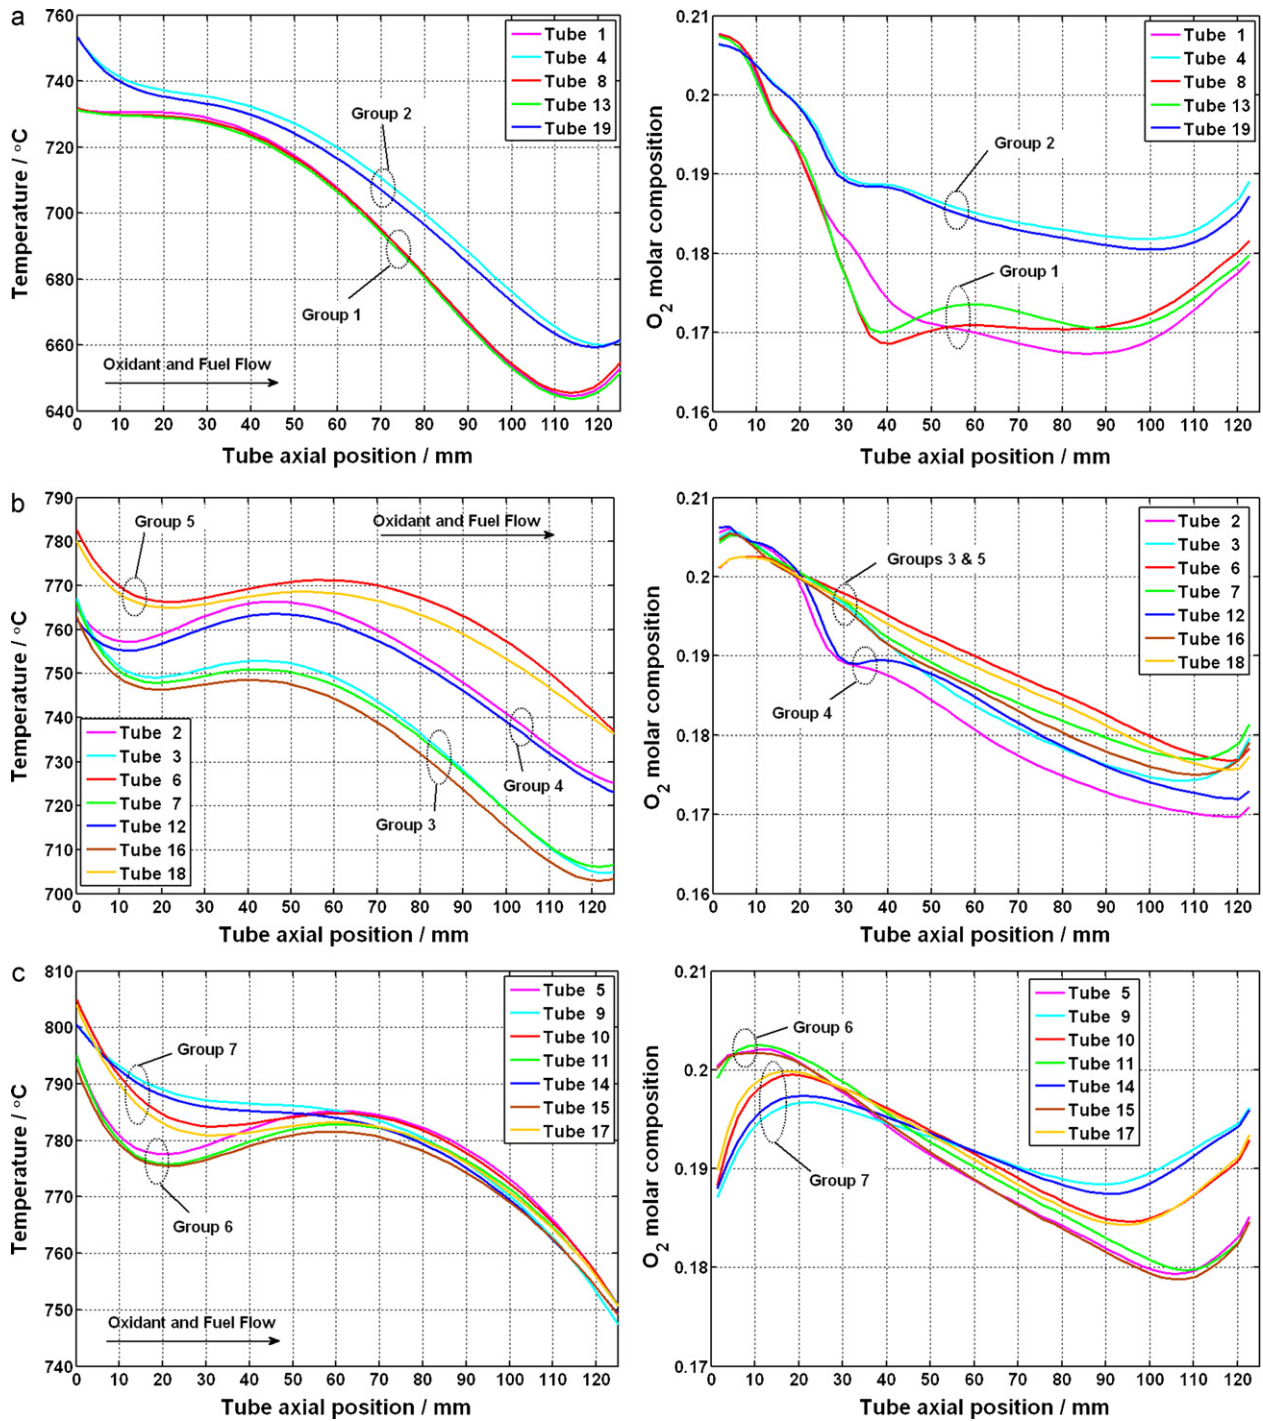 a
760
740
720
700
680
660
640
Temperature / °C
Tube 1
Tube 4
Tube 8
Tube 13
Tube 19
Group 2
Group 1
Oxidant and Fuel Flow
0 10 20 30 40 50 60 70 80 90 100 110 120
Tube axial position / mm
0.21
0.2
0.19
0.18
0.17
0.16
O2 molar composition
Tube 1
Tube 4
Tube 8
Tube 13
Tube 19
Group 2
Group 1
0 10 20 30 40 50 60 70 80 90 100 110 120
Tube axial position / mm
b
790
780
770
760
750
740
730
720
710
700
Temperature / °C
Group 5
Oxidant and Fuel Flow
Group 4
Group 3
Tube 2
Tube 3
Tube 6
Tube 7
Tube 12
Tube 16
Tube 18
0 10 20 30 40 50 60 70 80 90 100 110 120
Tube axial position / mm
0.21
0.2
0.19
0.18
0.17
0.16
O2 molar composition
Tube 2
Tube 3
Tube 6
Tube 7
Tube 12
Tube 16
Tube 18
Groups 3 & 5
Group 4
0 10 20 30 40 50 60 70 80 90 100 110 120
Tube axial position / mm
c
810
800
790
780
770
760
750
740
Temperature / °C
Tube 5
Tube 9
Tube 10
Tube 11
Tube 14
Tube 15
Tube 17
Group 7
Group 6
Oxidant and Fuel Flow
0 10 20 30 40 50 60 70 80 90 100 110 120
Tube axial position / mm
0.21
0.2
0.19
0.18
0.17
O2 molar composition
Tube 5
Tube 9
Tube 10
Tube 11
Tube 14
Tube 15
Tube 17
Group 6
Group 7
0 10 20 30 40 50 60 70 80 90 100 110 120
Tube axial position / mm